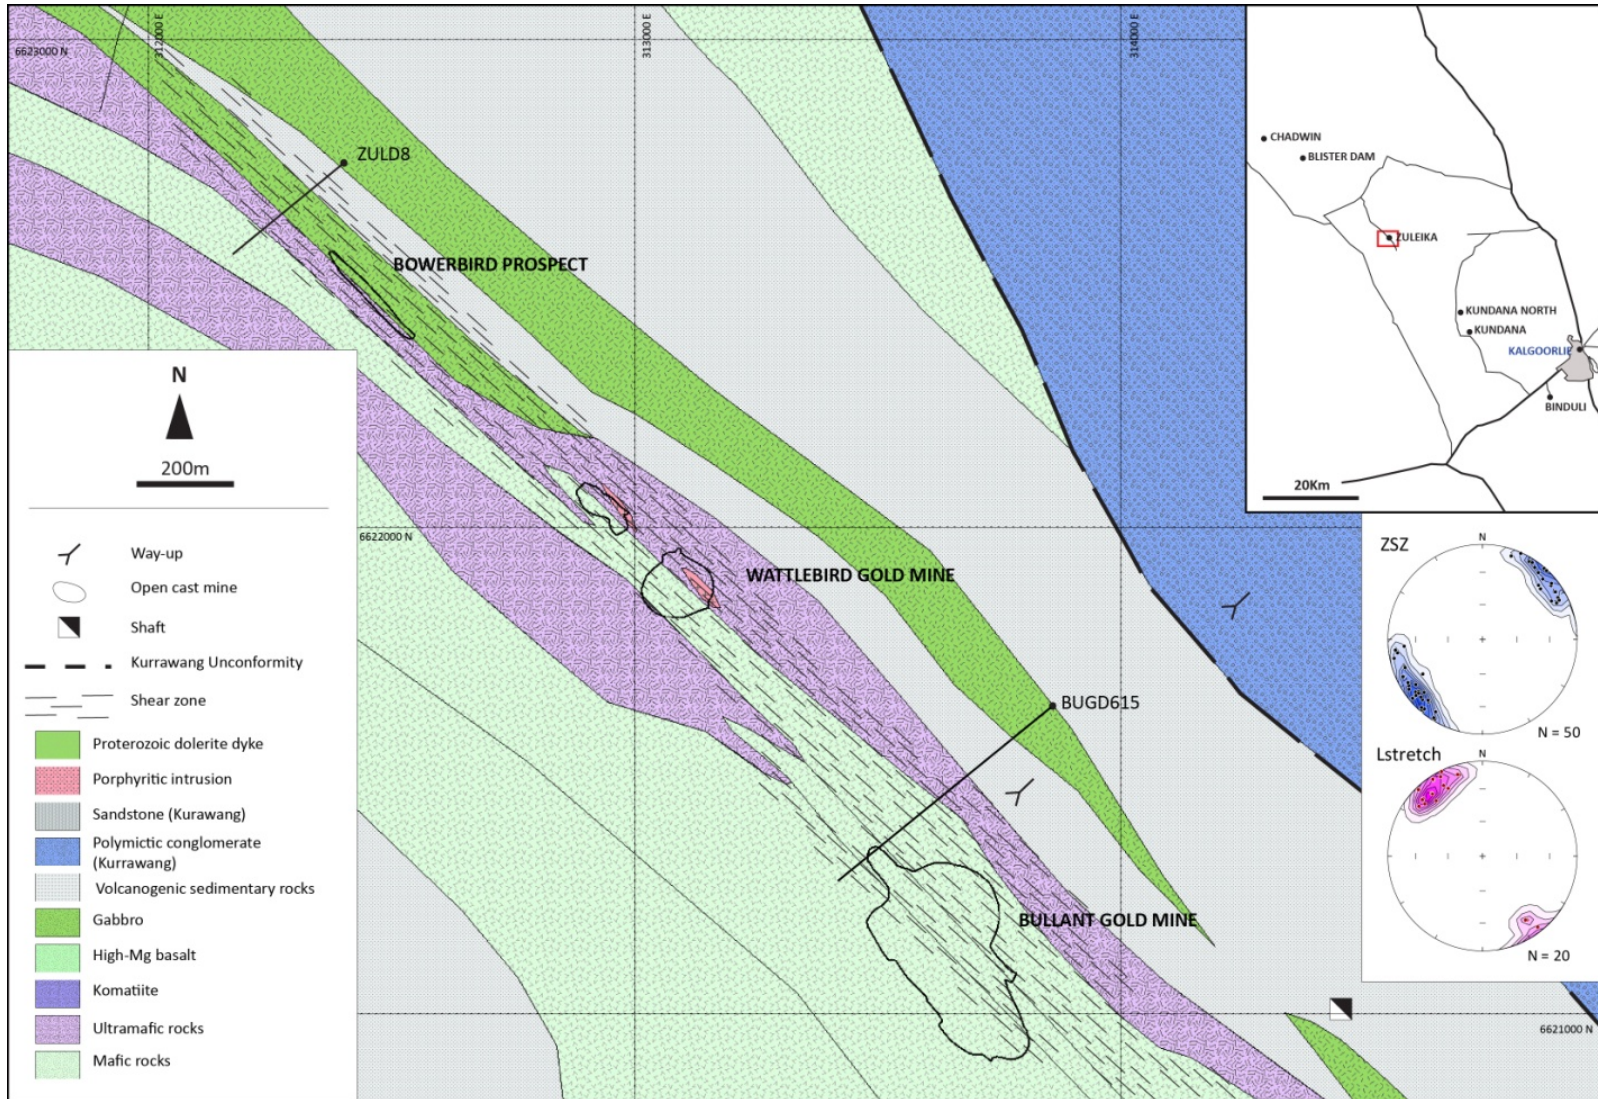 6623000 N
312000 E
313000 E
314000 E
ZULD8
BOWERBIRD PROSPECT
6622000 N
WATTLEBIRD GOLD MINE
BUGD615
BULLANT GOLD MINE
6621000 N
N
200m
Way-up
Open cast mine
Shaft
Kurrawang Unconformity
Shear zone
Proterozoic dolerite dyke
Porphyritic intrusion
Sandstone (Kurawang)
Polymictic conglomerate
(Kurrawang)
Volcanogenic sedimentary rocks
Gabbro
High-Mg basalt
Komatiite
Ultramafic rocks
Mafic rocks
CHADWIN
BLISTER DAM
ZULEIKA
KUNDANA NORTH
KUNDANA
KALGOORLIE
BINDULI
20Km
ZSZ
N
N = 50
Lstretch
N
N = 20